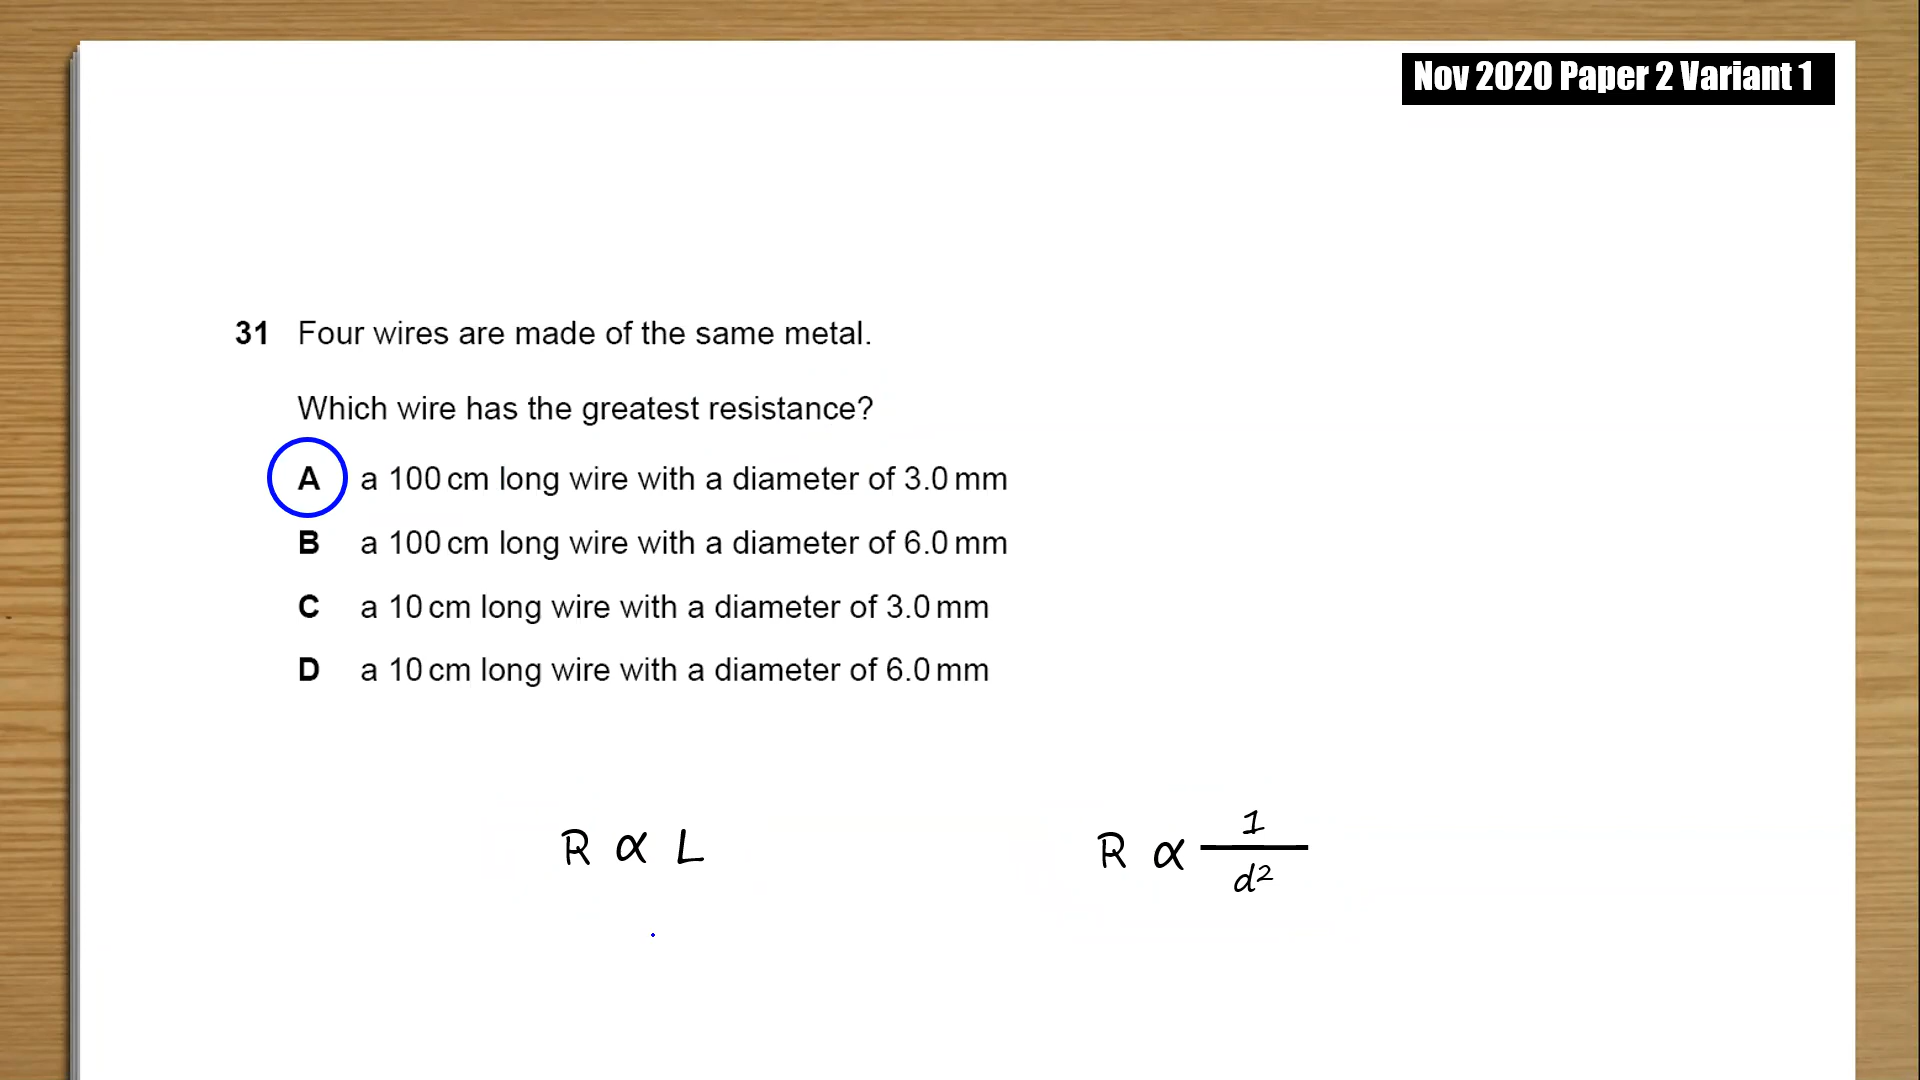 Nov 2020 Paper 2 Variant 1
31 Four wires are made of the same metal.
Which wire has the greatest resistance?
A a 100 cm long wire with a diameter of 3.0 mm
B a 100 cm long wire with a diameter of 6.0 mm
C a 10 cm long wire with a diameter of 3.0 mm
D a 10 cm long wire with a diameter of 6.0 mm
R ∝ L
R ∝ 1/d²